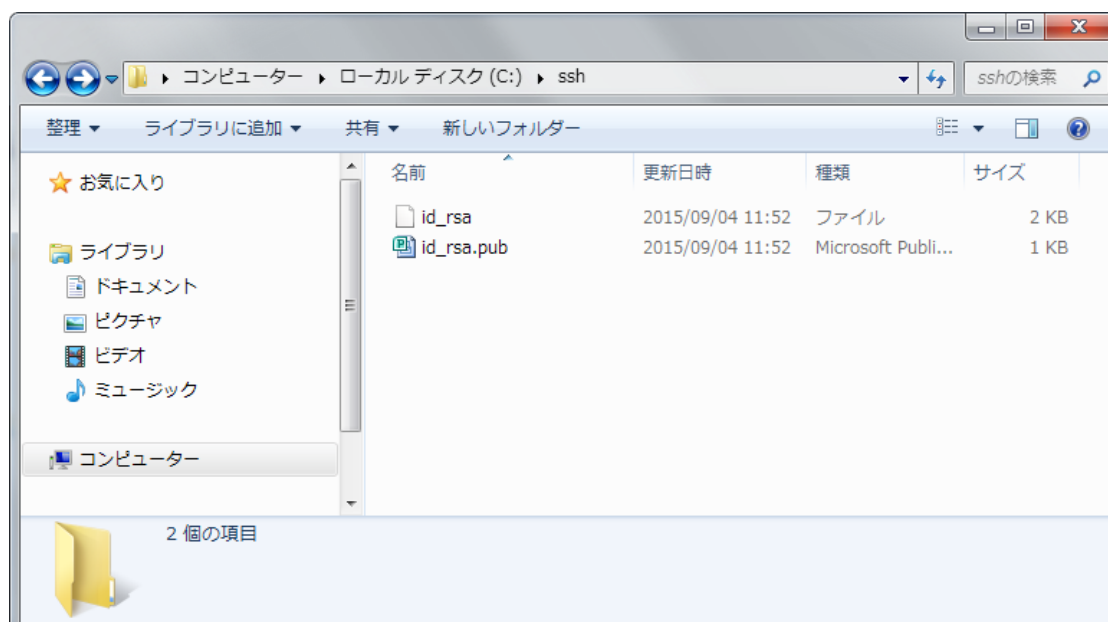 コンピューター ▸ ローカル ディスク (C:) ▸ ssh
sshの検索
整理 ライブラリに追加 共有 新しいフォルダー
お気に入り
ライブラリ
ドキュメント
ピクチャ
ビデオ
ミュージック
コンピューター
名前 更新日時 種類 サイズ
id_rsa 2015/09/04 11:52 ファイル 2 KB
id_rsa.pub 2015/09/04 11:52 Microsoft Publi... 1 KB
2 個の項目